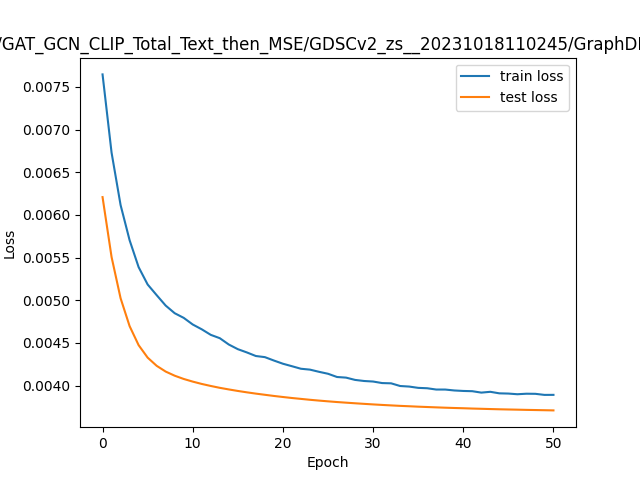 /GAT_GCN_CLIP_Total_Text_then_MSE/GDSCv2_zs__20231018110245/GraphDI
train loss
test loss
0.0075
0.0070
0.0065
0.0060
0.0055
0.0050
0.0045
0.0040
Loss
0 10 20 30 40 50
Epoch